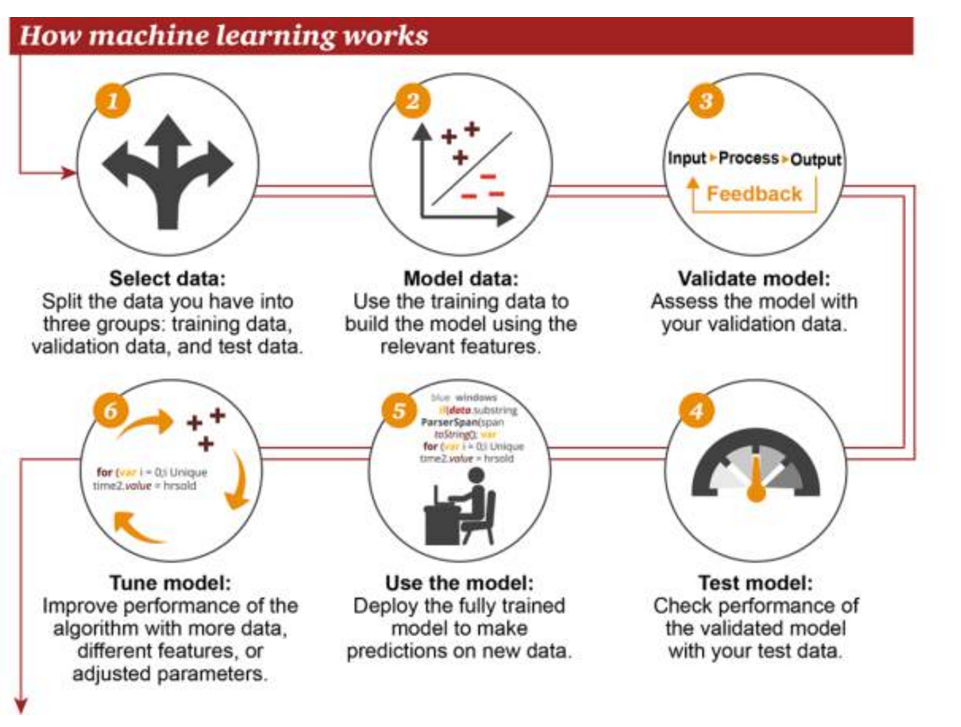 How machine learning works
1
2
3
Input Process Output
Feedback
Select data:
Split the data you have into
three groups: training data,
validation data, and test data.
Model data:
Use the training data to
build the model using the
relevant features.
Validate model:
Assess the model with
your validation data.
6
for (var i = 0;i Unique
time2.value = hrsold
5
blue windows
if(data.substring
ParserSpan(span
toString(); var
for (var i = 0;i Unique
time2.value = hrsold
4
Tune model:
Improve performance of the
algorithm with more data,
different features, or
adjusted parameters.
Use the model:
Deploy the fully trained
model to make
predictions on new data.
Test model:
Check performance of
the validated model
with your test data.